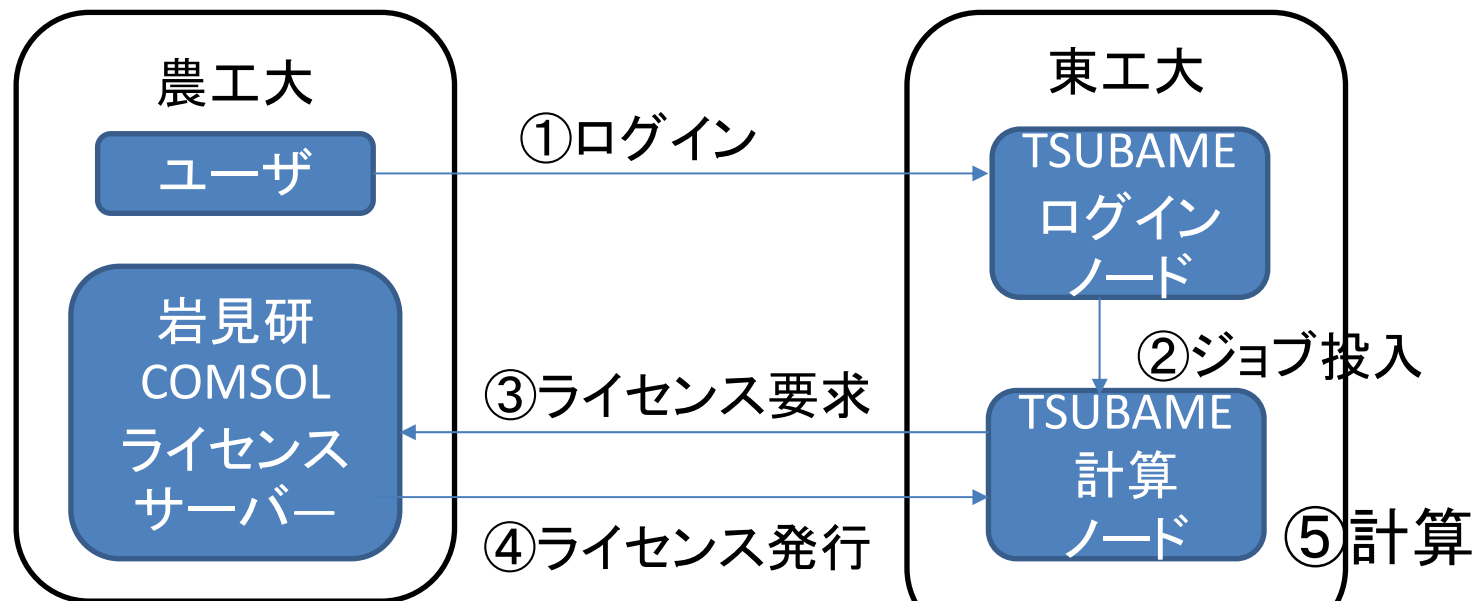 農工大
ユーザ
岩見研
COMSOL
ライセンス
サーバー
①ログイン
③ライセンス要求
④ライセンス発行
東工大
TSUBAME
ログイン
ノード
②ジョブ投入
TSUBAME
計算
ノード
⑤計算